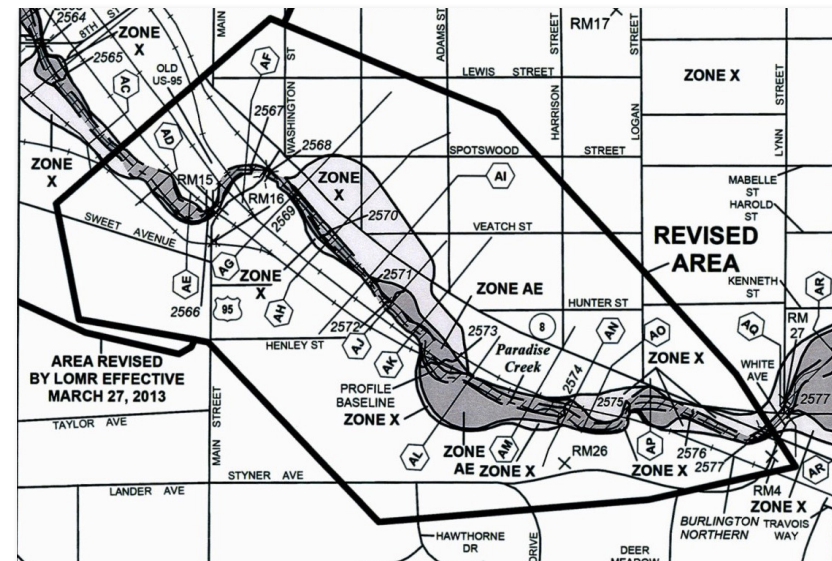 2564
8TH ST
ZONE
X
MAIN
ST
WASHINGTON
ST
ADAMS ST
HARRISON
STREET
LOGAN
STREET
RM17
LEWIS STREET
ZONE X
LYNN
STREET
2565
OLD
US-95
AC
AF
2567
AD
2568
SPOTSWOOD STREET
ZONE
X
RM15
RM16
ZONE
X
AI
MABELLE
ST
HAROLD
ST
SWEET AVENUE
2569
2570
VEATCH ST
REVISED
AREA
AE
AG
ZONE
X
2571
ZONE AE
KENNETH
ST
AR
2566
95
AH
2572
HUNTER ST
8
AN
AO
AQ
RM
27
HENLEY ST
AJ
AK
2573
Paradise
Creek
ZONE X
WHITE
AVE
AREA REVISED
BY LOMR EFFECTIVE
MARCH 27, 2013
PROFILE
BASELINE
ZONE X
2574
2575
2577
TAYLOR AVE
MAIN STREET
AL
ZONE
AE
AM
ZONE X
RM26
AP
ZONE X
2576
2577
AR
STYNER AVE
LANDER AVE
RM4
ZONE X
BURLINGTON
NORTHERN
TRAVOIS
WAY
HAWTHORNE
DR
DRIVE
DEER
MEADOW